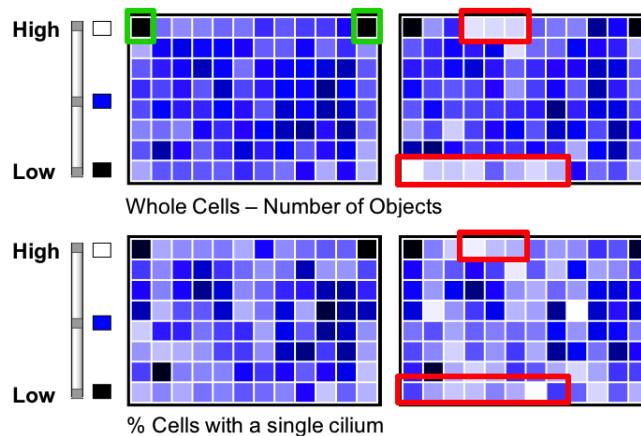 High
Low
Whole Cells – Number of Objects
High
Low
% Cells with a single cilium